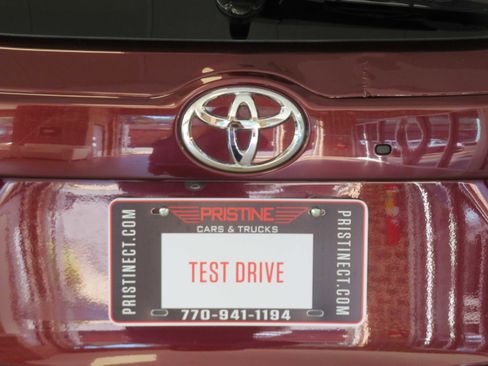 PRISTINE
CARS & TRUCKS
PRISTINECT.COM
TEST DRIVE
PRISTINECT.COM
770-941-1194